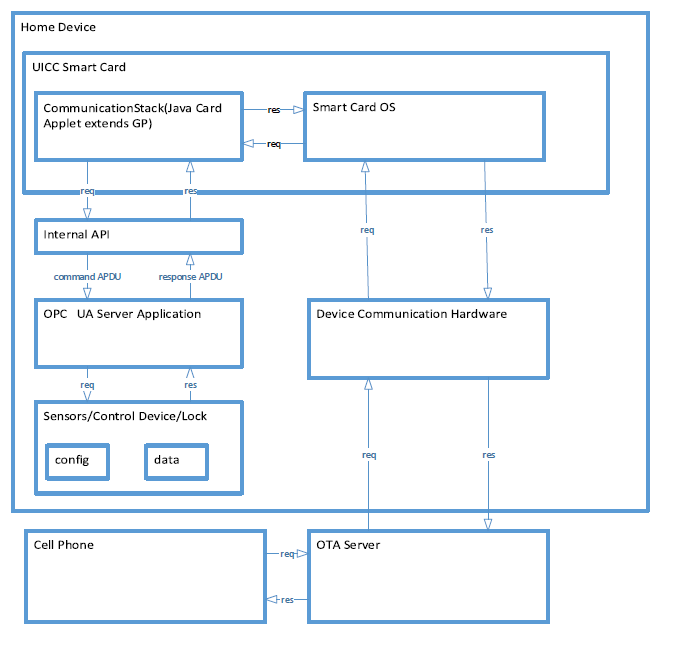 Home Device
UICC Smart Card
CommunicationStack(Java Card
Applet extends GP)
res
Smart Card OS
req
req
res
req
res
Internal API
command APDU
response APDU
OPC   UA Server Application
Device Communication Hardware
req
res
Sensors/Control Device/Lock
config
data
req
res
Cell Phone
req
res
OTA Server